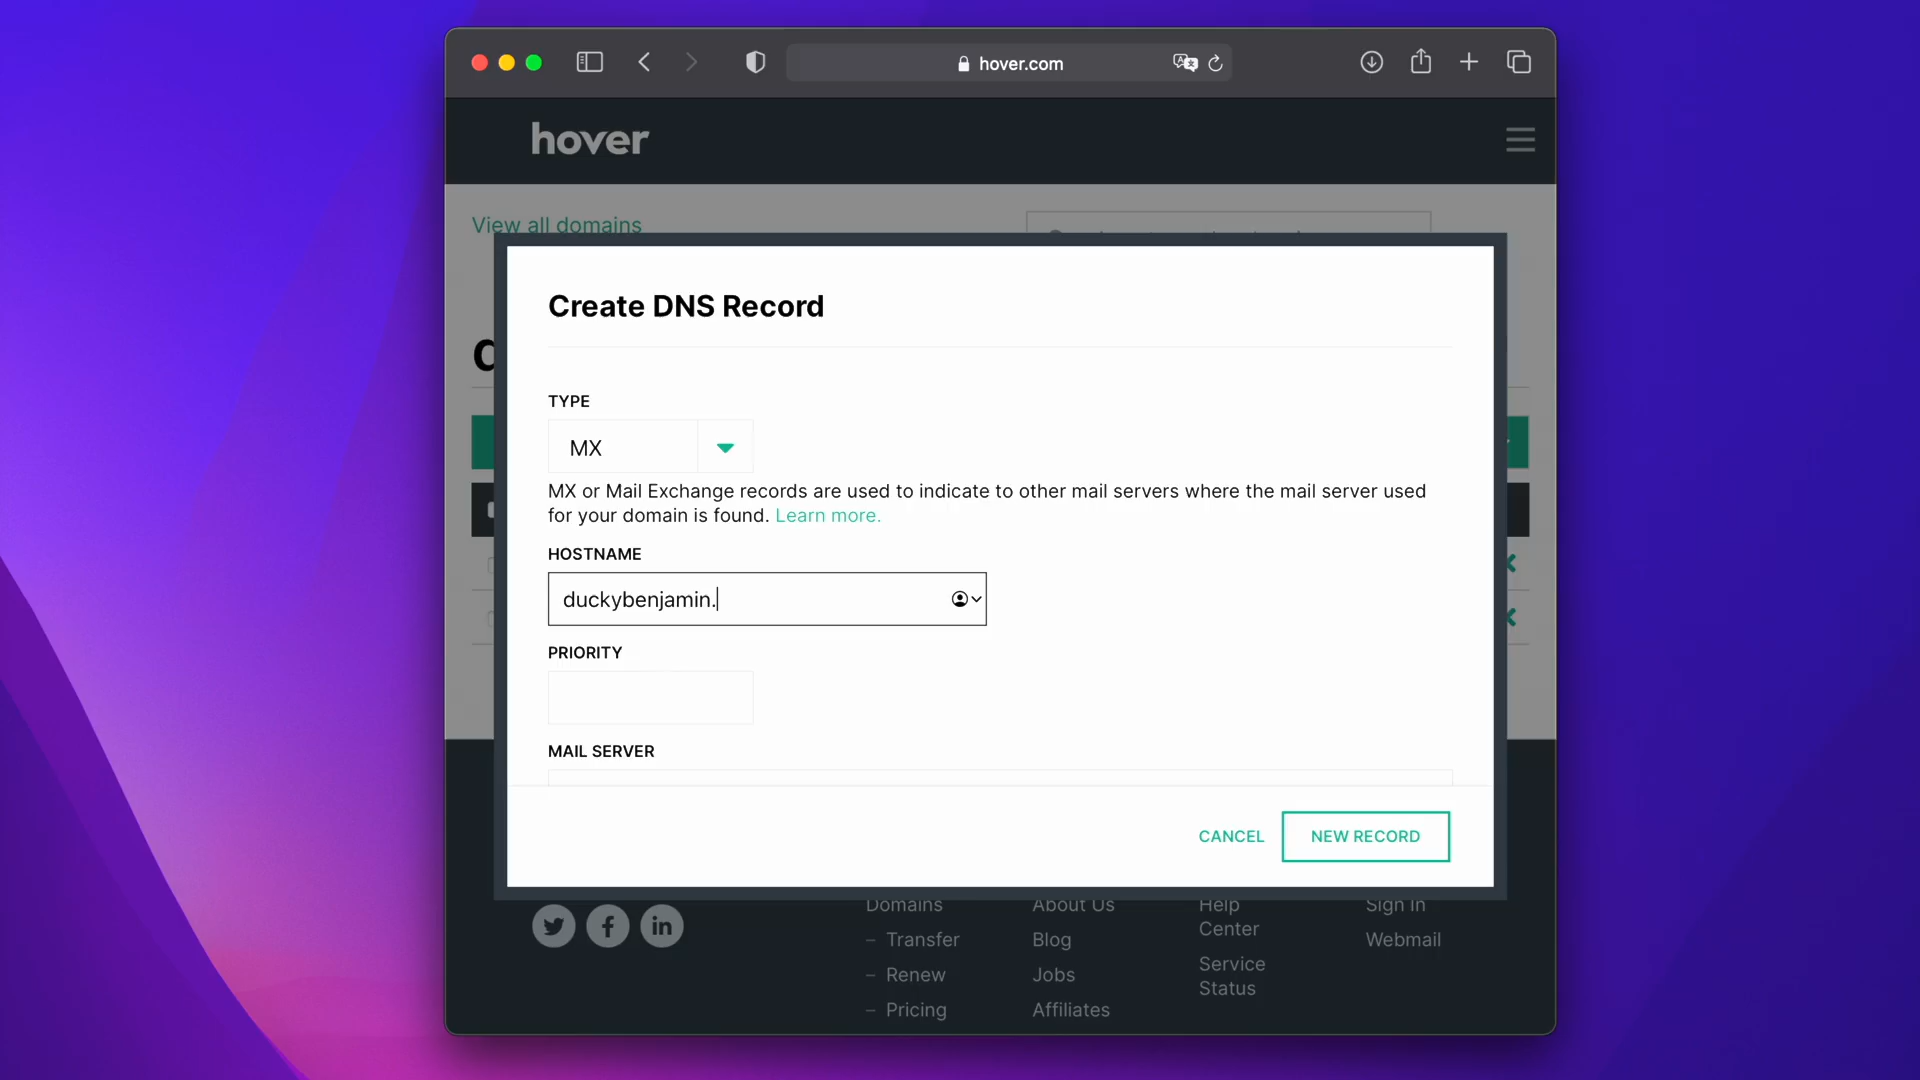 hover.com
hover
View all domains
Create DNS Record
TYPE
MX
MX or Mail Exchange records are used to indicate to other mail servers where the mail server used
for your domain is found. Learn more.
HOSTNAME
duckybenjamin.
PRIORITY
MAIL SERVER
CANCEL
NEW RECORD
Domains
– Transfer
– Renew
– Pricing
About Us
Blog
Jobs
Affiliates
Help
Center
Service
Status
Sign In
Webmail